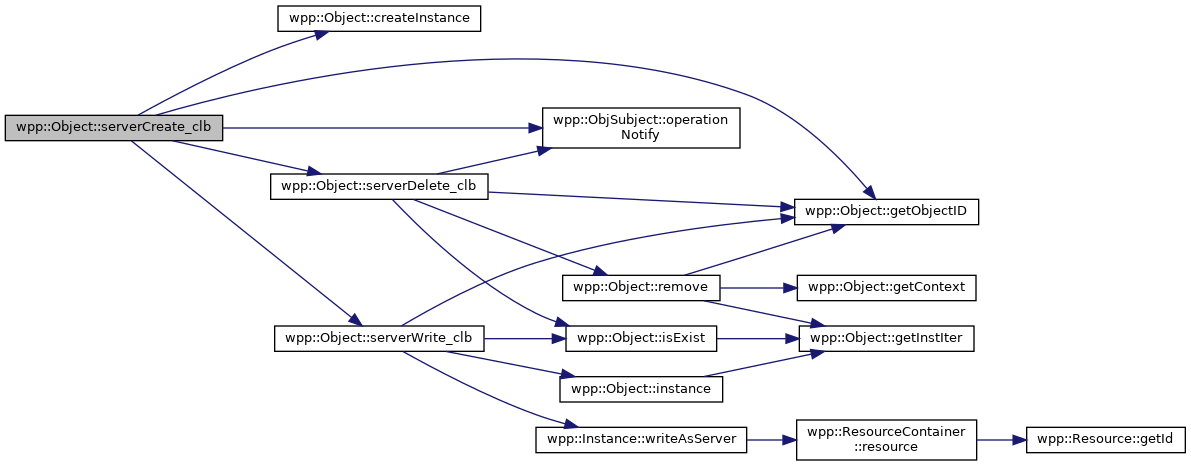 wpp::Object::createInstance
wpp::Object::serverCreate_clb
wpp::ObjSubject::operation
Notify
wpp::Object::serverDelete_clb
wpp::Object::getObjectID
wpp::Object::remove
wpp::Object::getContext
wpp::Object::serverWrite_clb
wpp::Object::isExist
wpp::Object::getInstIter
wpp::Object::instance
wpp::Instance::writeAsServer
wpp::ResourceContainer
::resource
wpp::Resource::getId